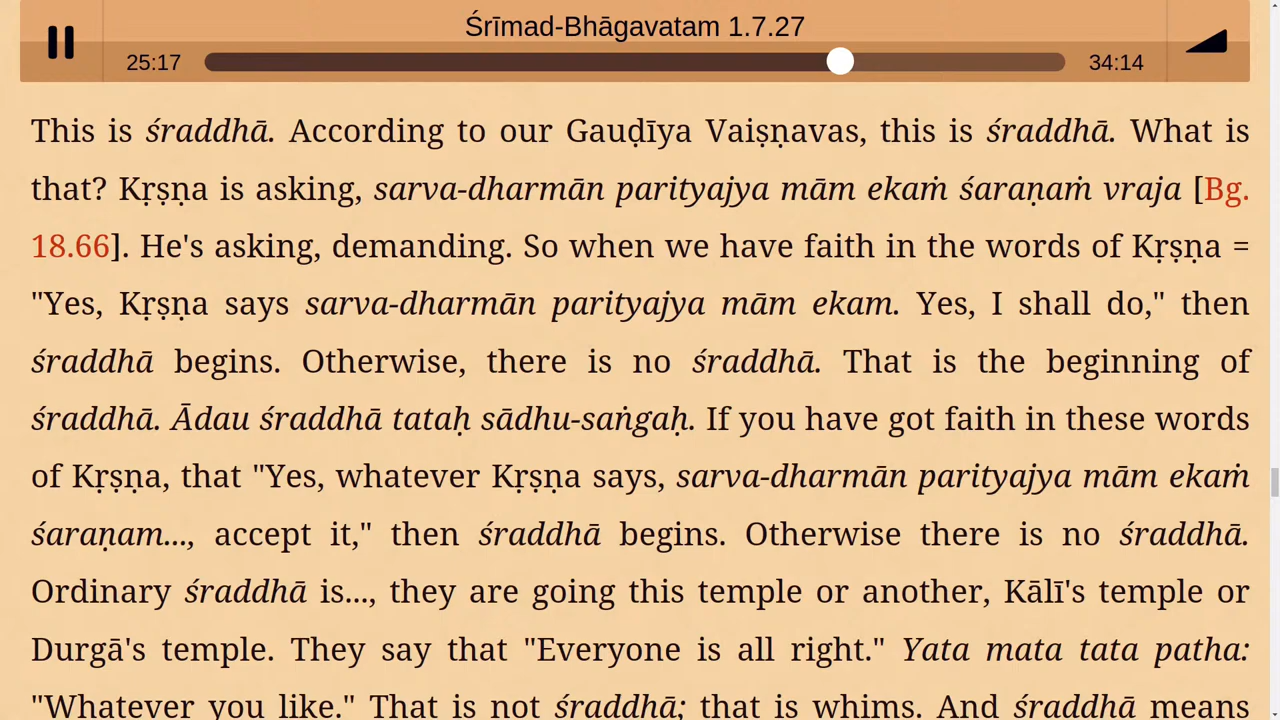 Śrīmad-Bhāgavatam 1.7.27
25:17
34:14
This is śraddhā. According to our Gauḍīya Vaiṣṇavas, this is śraddhā. What is
that? Kṛṣṇa is asking, sarva-dharmān parityajya mām ekaṁ śaraṇaṁ vraja [Bg.
18.66]. He's asking, demanding. So when we have faith in the words of Kṛṣṇa =
"Yes, Kṛṣṇa says sarva-dharmān parityajya mām ekam. Yes, I shall do," then
śraddhā begins. Otherwise, there is no śraddhā. That is the beginning of
śraddhā. Ādau śraddhā tataḥ sādhu-saṅgaḥ. If you have got faith in these words
of Kṛṣṇa, that "Yes, whatever Kṛṣṇa says, sarva-dharmān parityajya mām ekaṁ
śaraṇam..., accept it," then śraddhā begins. Otherwise there is no śraddhā.
Ordinary śraddhā is..., they are going this temple or another, Kālī's temple or
Durgā's temple. They say that "Everyone is all right." Yata mata tata patha:
"Whatever you like." That is not śraddhā; that is whims. And śraddhā means